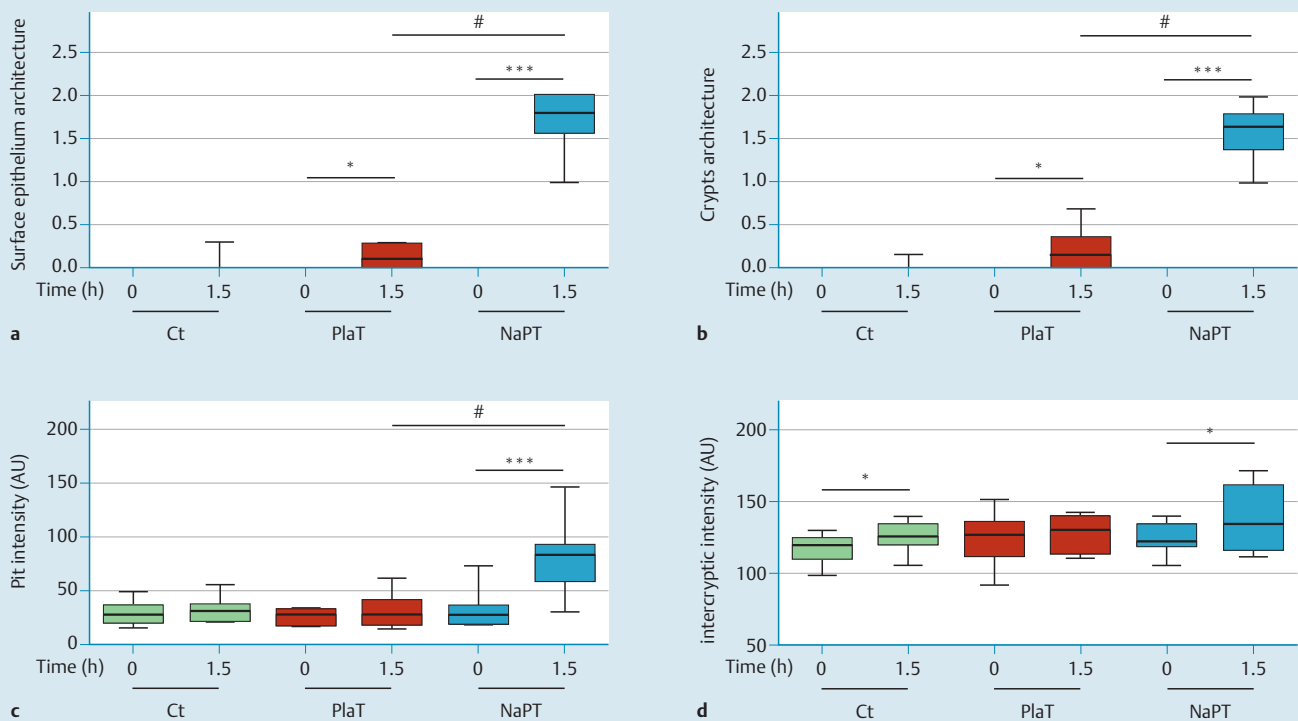 Surface epithelium architecture
2.5
2.0
1.5
1.0
0.5
0.0
#
***
*
Time (h) 0 1.5 0 1.5 0 1.5
Ct PlaT NaPT
a
Crypts architecture
2.5
2.0
1.5
1.0
0.5
0.0
#
***
*
Time (h) 0 1.5 0 1.5 0 1.5
Ct PlaT NaPT
b
Pit intensity (AU)
200
150
100
50
0
#
***
Time (h) 0 1.5 0 1.5 0 1.5
Ct PlaT NaPT
c
intercryptic intensity (AU)
200
150
100
50
*
*
Time (h) 0 1.5 0 1.5 0 1.5
Ct PlaT NaPT
d